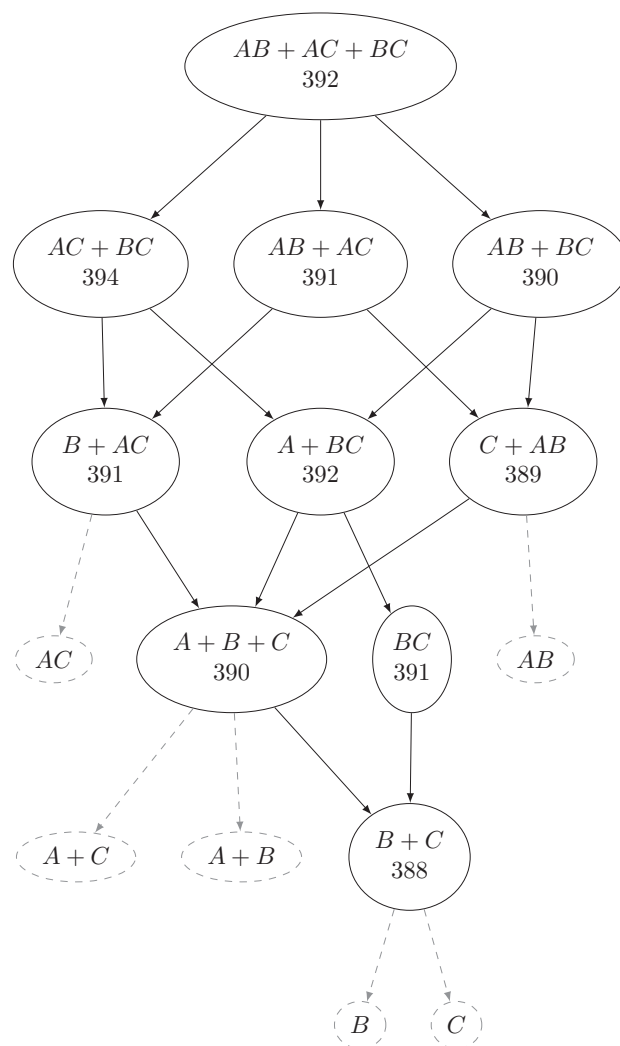 AB + AC + BC
392
AC + BC
394
AB + AC
391
AB + BC
390
B + AC
391
A + BC
392
C + AB
389
AC
A + B + C
390
BC
391
AB
A + C
A + B
B + C
388
B
C